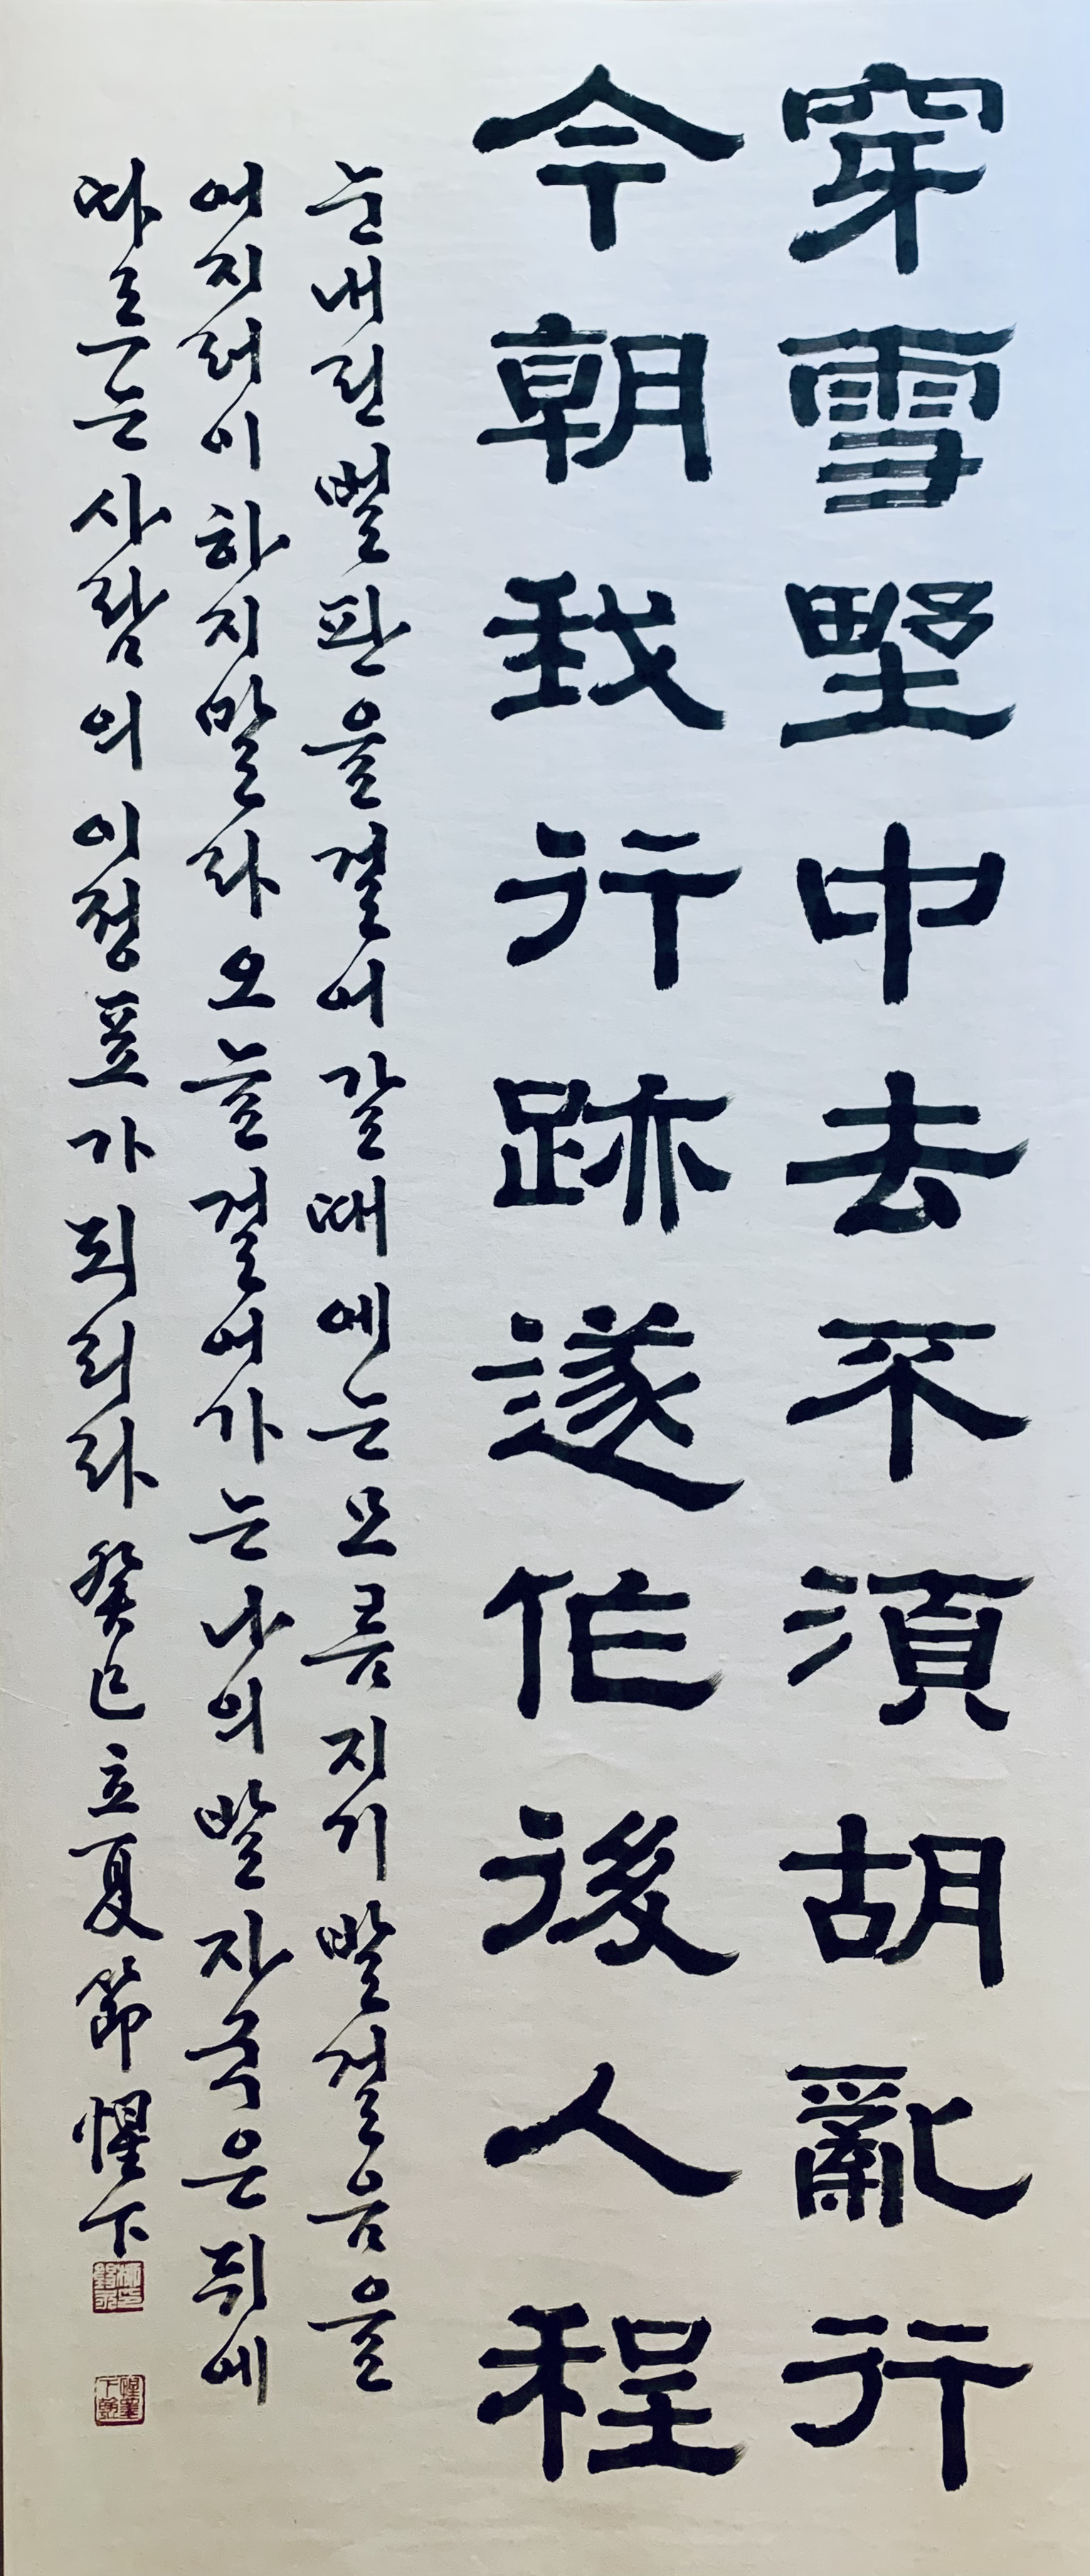 穿雪野中去不須胡亂行
今朝我行跡遂作後人程
눈내린벌판을걸어갈때에는모름지기발걸음을
어지러이하지말라오늘걸어가는나의발자국은뒤에
따르는사람의이정표가되리라 癸巳立夏節 下